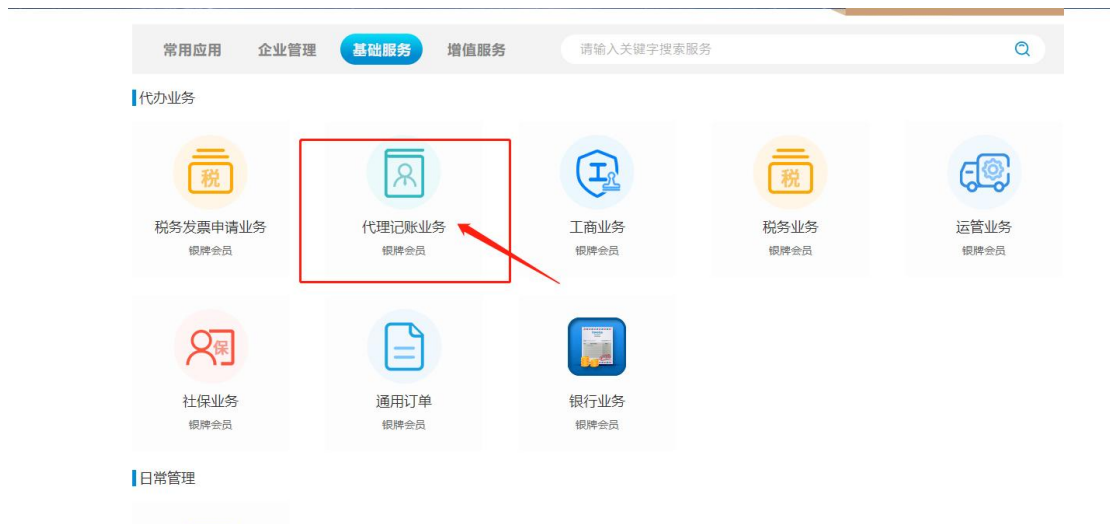 常用应用 企业管理 基础服务 增值服务 请输入关键字搜索服务
代办业务
税 工 税
税务发票申请业务 代理记账业务 工商业务 税务业务 运管业务
银牌会员 银牌会员 银牌会员 银牌会员 银牌会员
保
社保业务 通用订单 银行业务
银牌会员 银牌会员 银牌会员
日常管理